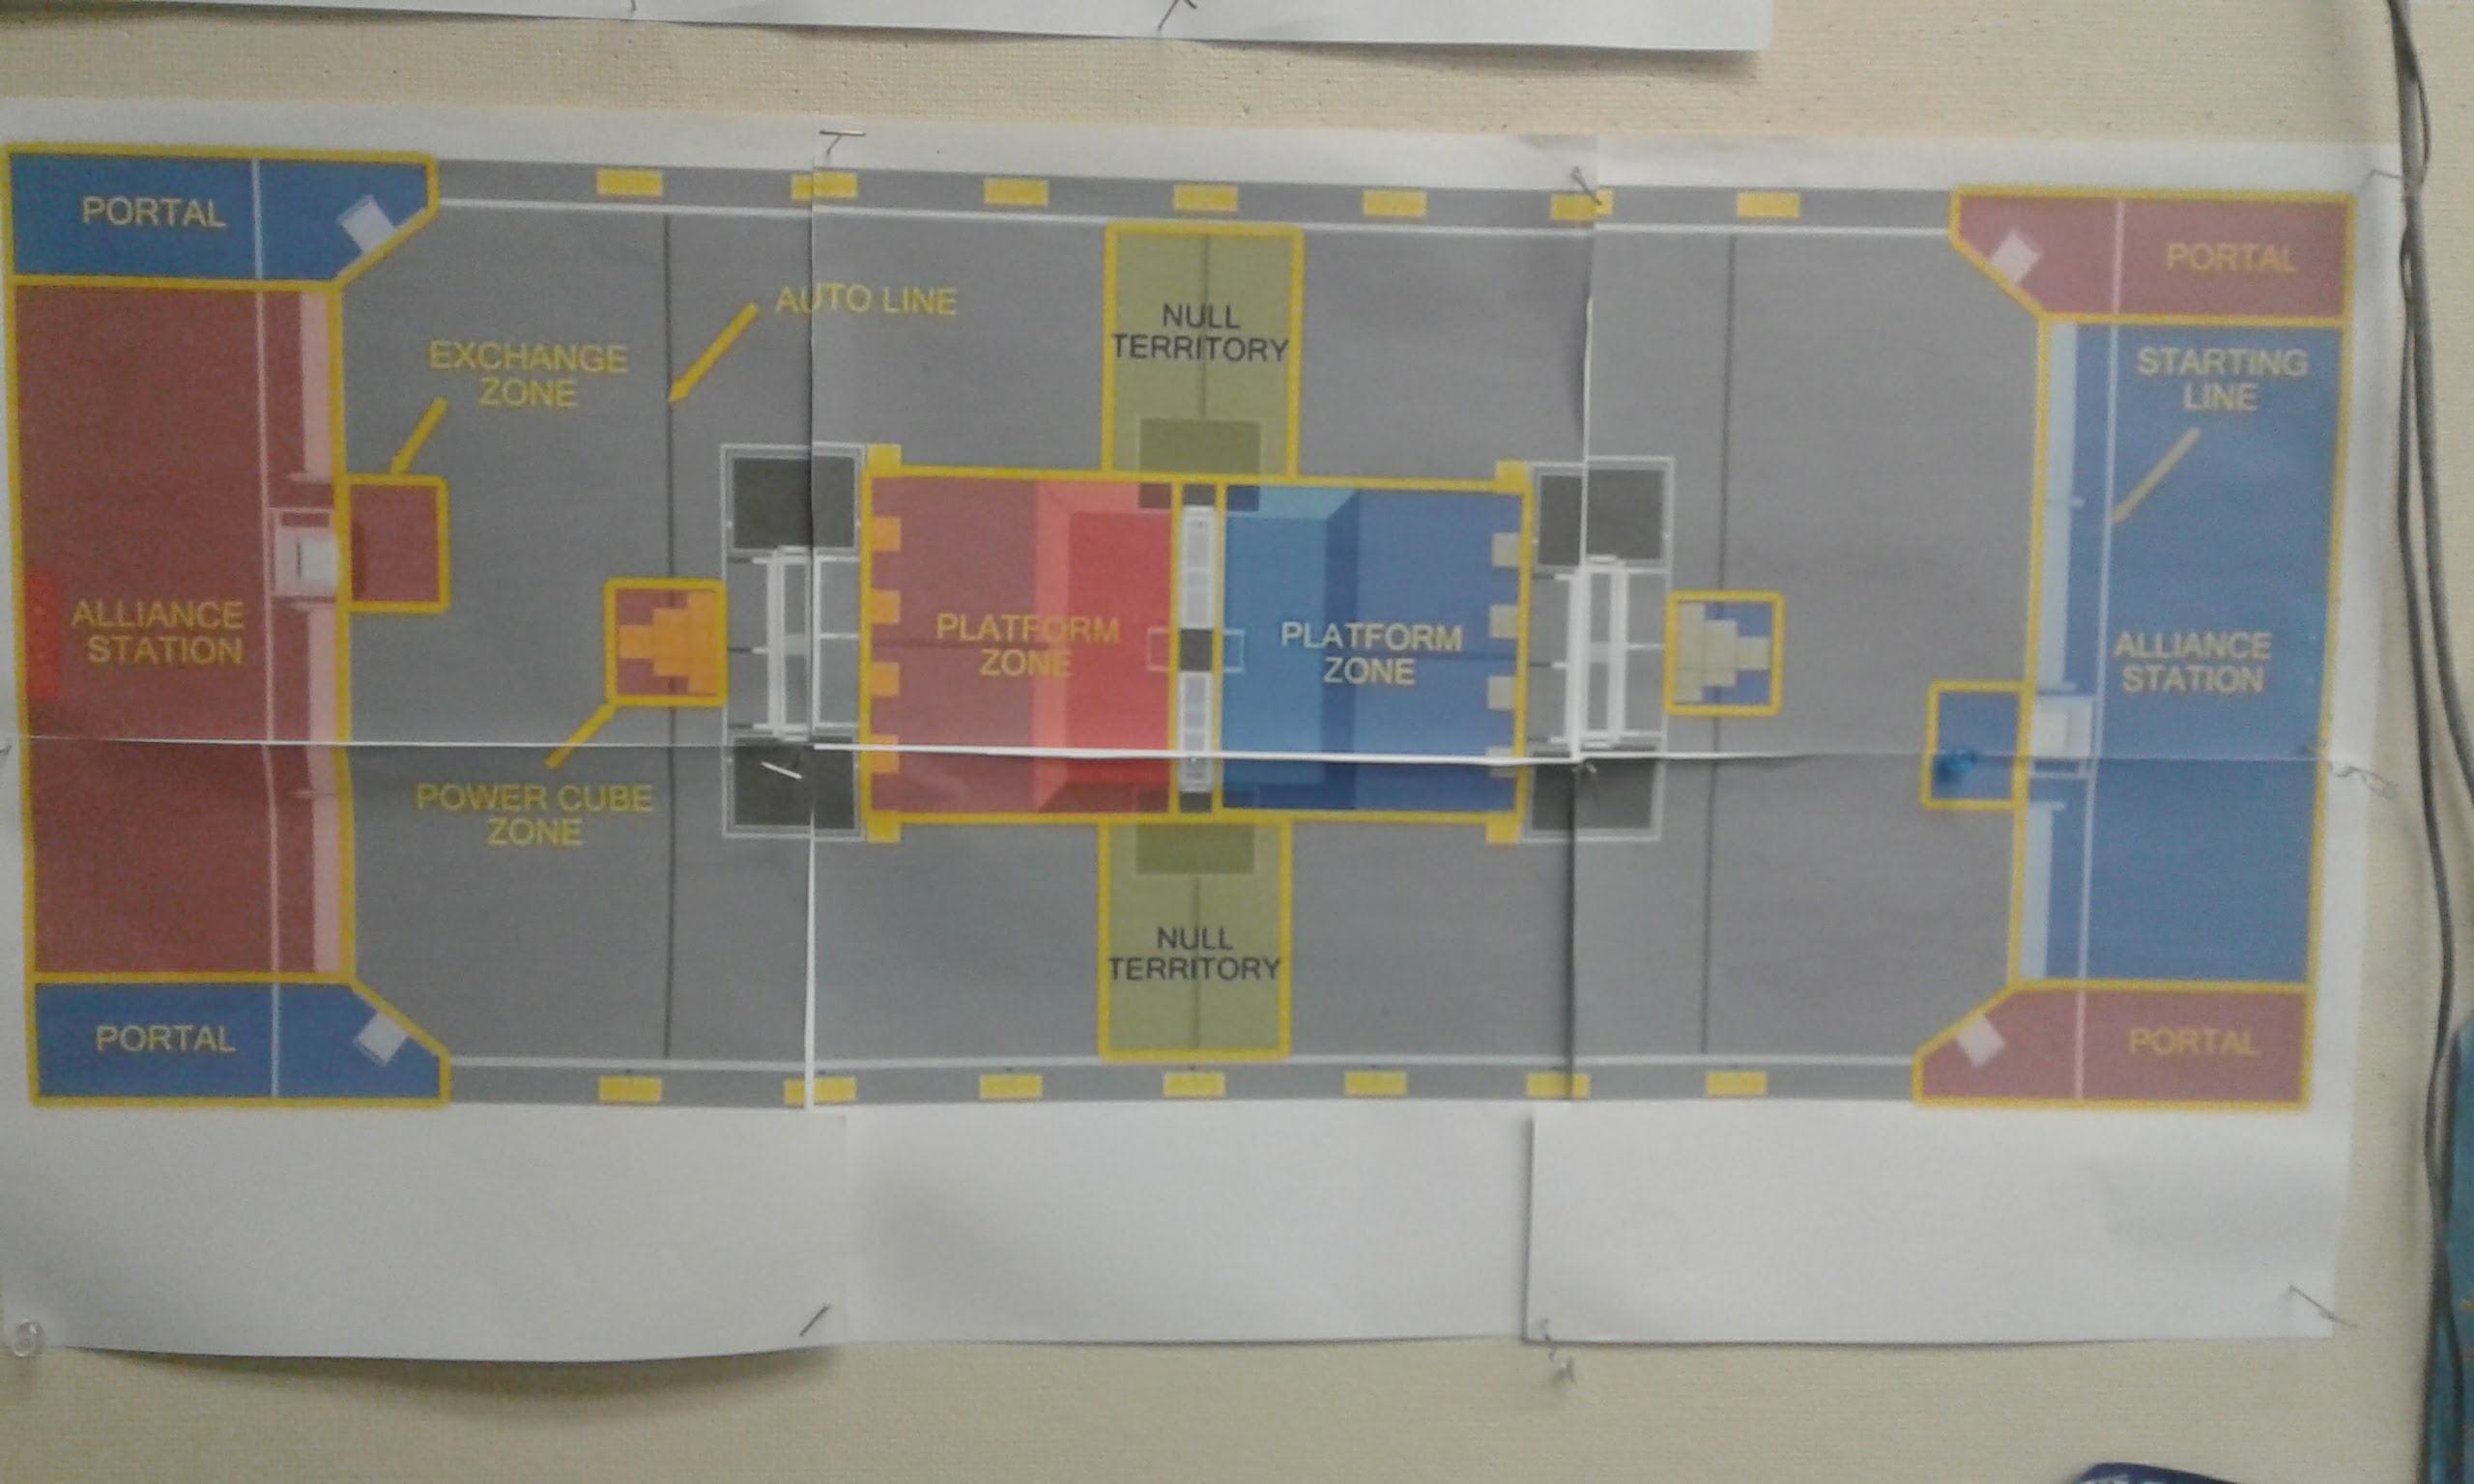 PORTAL
PORTAL
AUTO LINE
NULL
TERRITORY
EXCHANGE
ZONE
STARTING
LINE
ALLIANCE
STATION
PLATFORM
ZONE
PLATFORM
ZONE
ALLIANCE
STATION
POWER CUBE
ZONE
NULL
TERRITORY
PORTAL
PORTAL